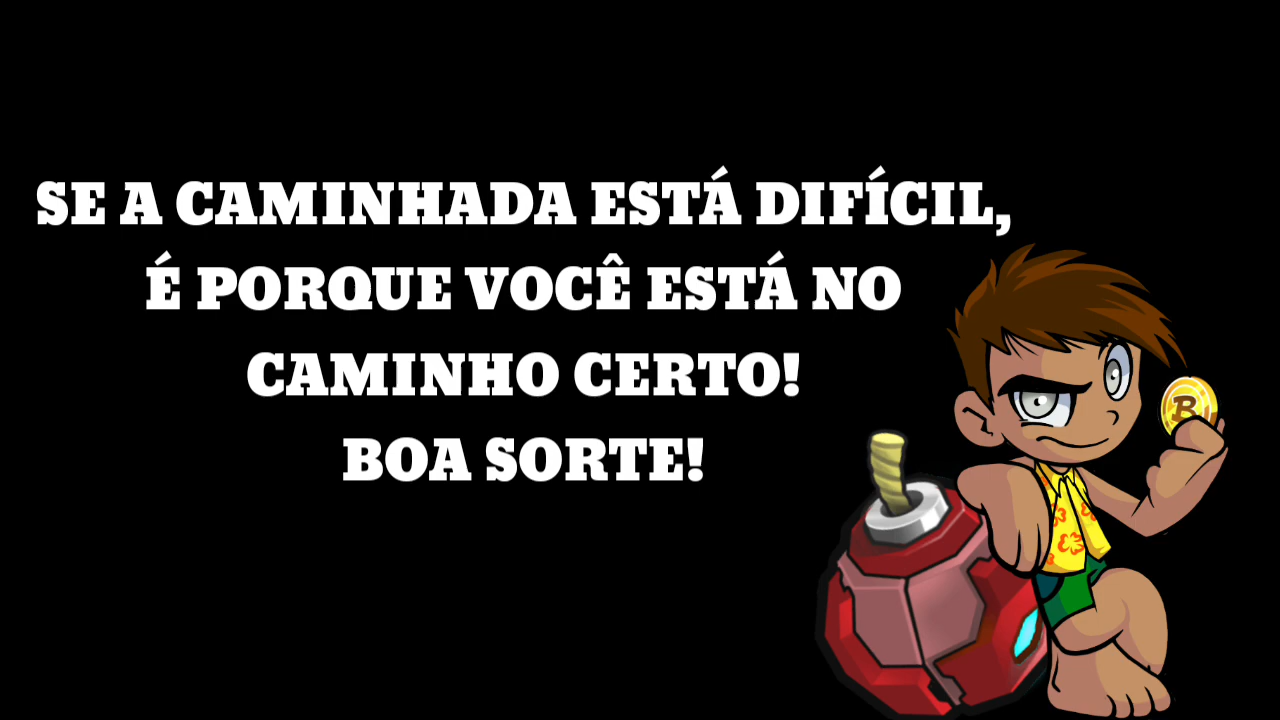 SE A CAMINHADA ESTÁ DIFÍCIL,
É PORQUE VOCÊ ESTÁ NO
CAMINHO CERTO!
BOA SORTE!
B